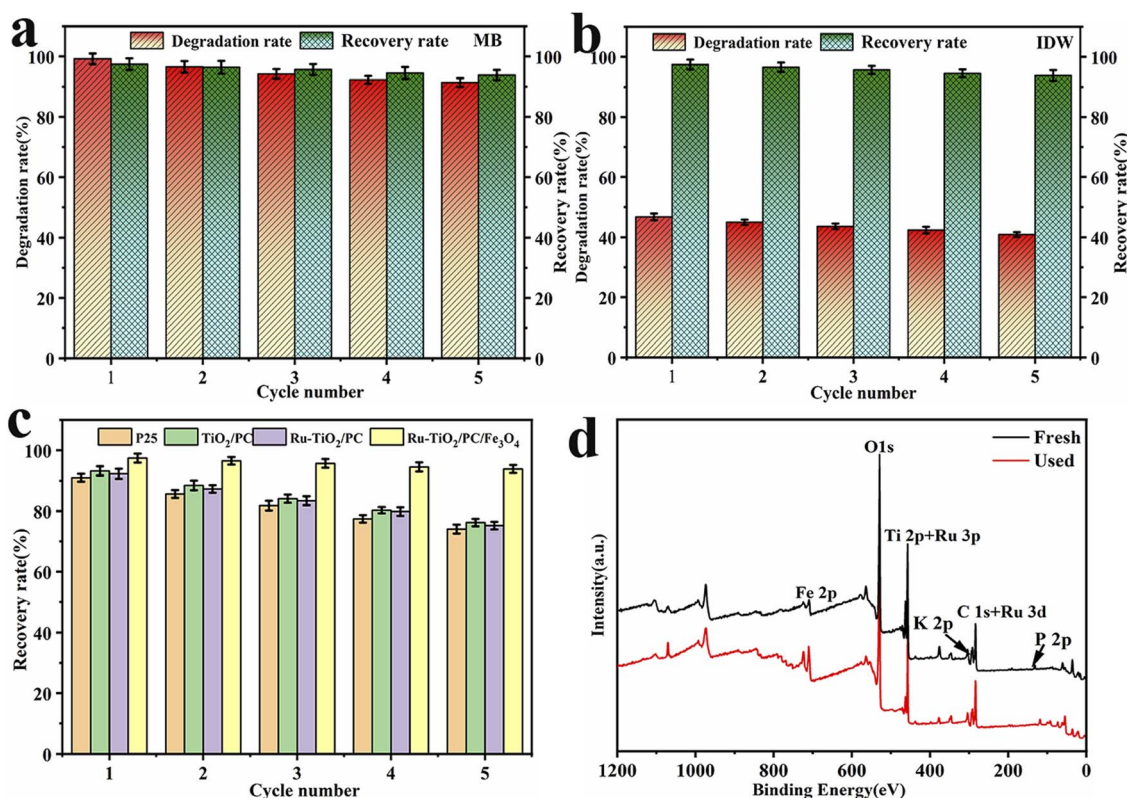 a
Degradation rate
Recovery rate
MB
100
80
60
40
20
0
Degradation rate(%)
100
80
60
40
20
0
Recovery rate(%)
1 2 3 4 5
Cycle number
b
Degradation rate
Recovery rate
IDW
100
80
60
40
20
0
Degradation rate(%)
100
80
60
40
20
0
Recovery rate(%)
1 2 3 4 5
Cycle number
c
P25 TiO₂/PC Ru-TiO₂/PC Ru-TiO₂/PC/Fe₃O₄
100
80
60
40
20
0
Recovery rate(%)
1 2 3 4 5
Cycle number
d
Fresh
Used
O1s
Ti 2p+Ru 3p
Fe 2p
C 1s+Ru 3d
K 2p
P 2p
Intensity(a.u.)
1200 1000 800 600 400 200 0
Binding Energy(eV)